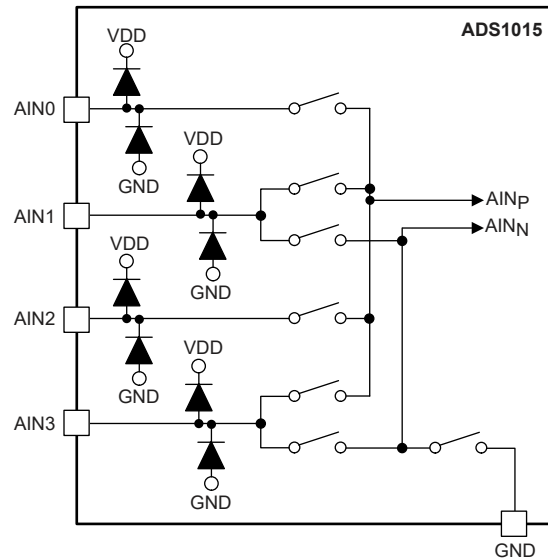 ADS1015
VDD
AIN0
VDD
GND
AINP
AIN1
AINN
VDD
GND
AIN2
VDD
GND
AIN3
GND
GND